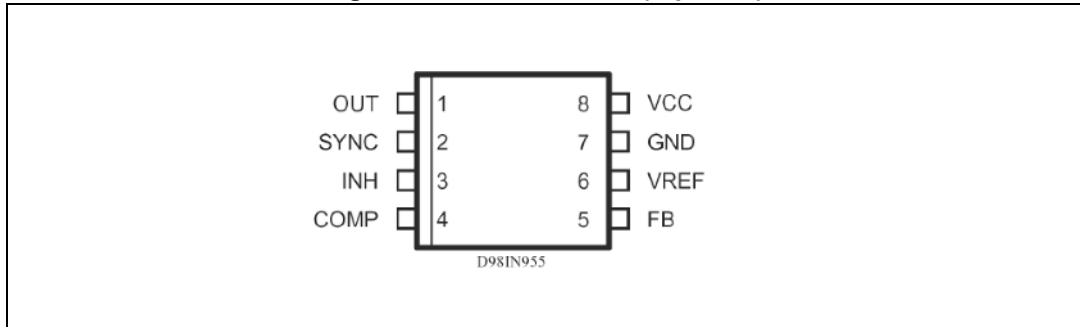 OUT 1 8 VCC
SYNC 2 7 GND
INH 3 6 VREF
COMP 4 5 FB
D98IN955